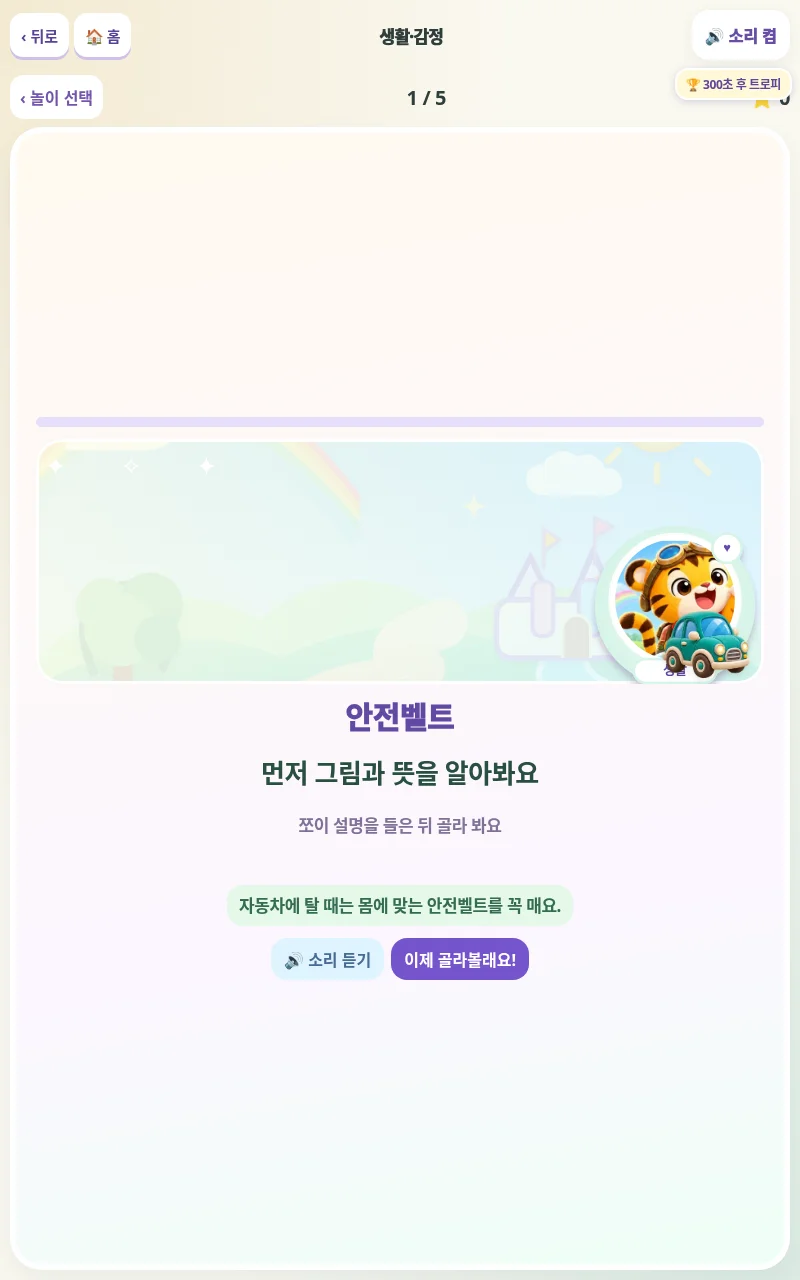 ‹ 뒤로
🏠 홈
생활·감정
🔊 소리 켬
‹ 놀이 선택
1 / 5
🏆 300초 후 트로피
⭐ 0
안전벨트
먼저 그림과 뜻을 알아봐요
쪼이 설명을 들은 뒤 골라 봐요
자동차에 탈 때는 몸에 맞는 안전벨트를 꼭 매요.
🔊 소리 듣기
이제 골라볼래요!